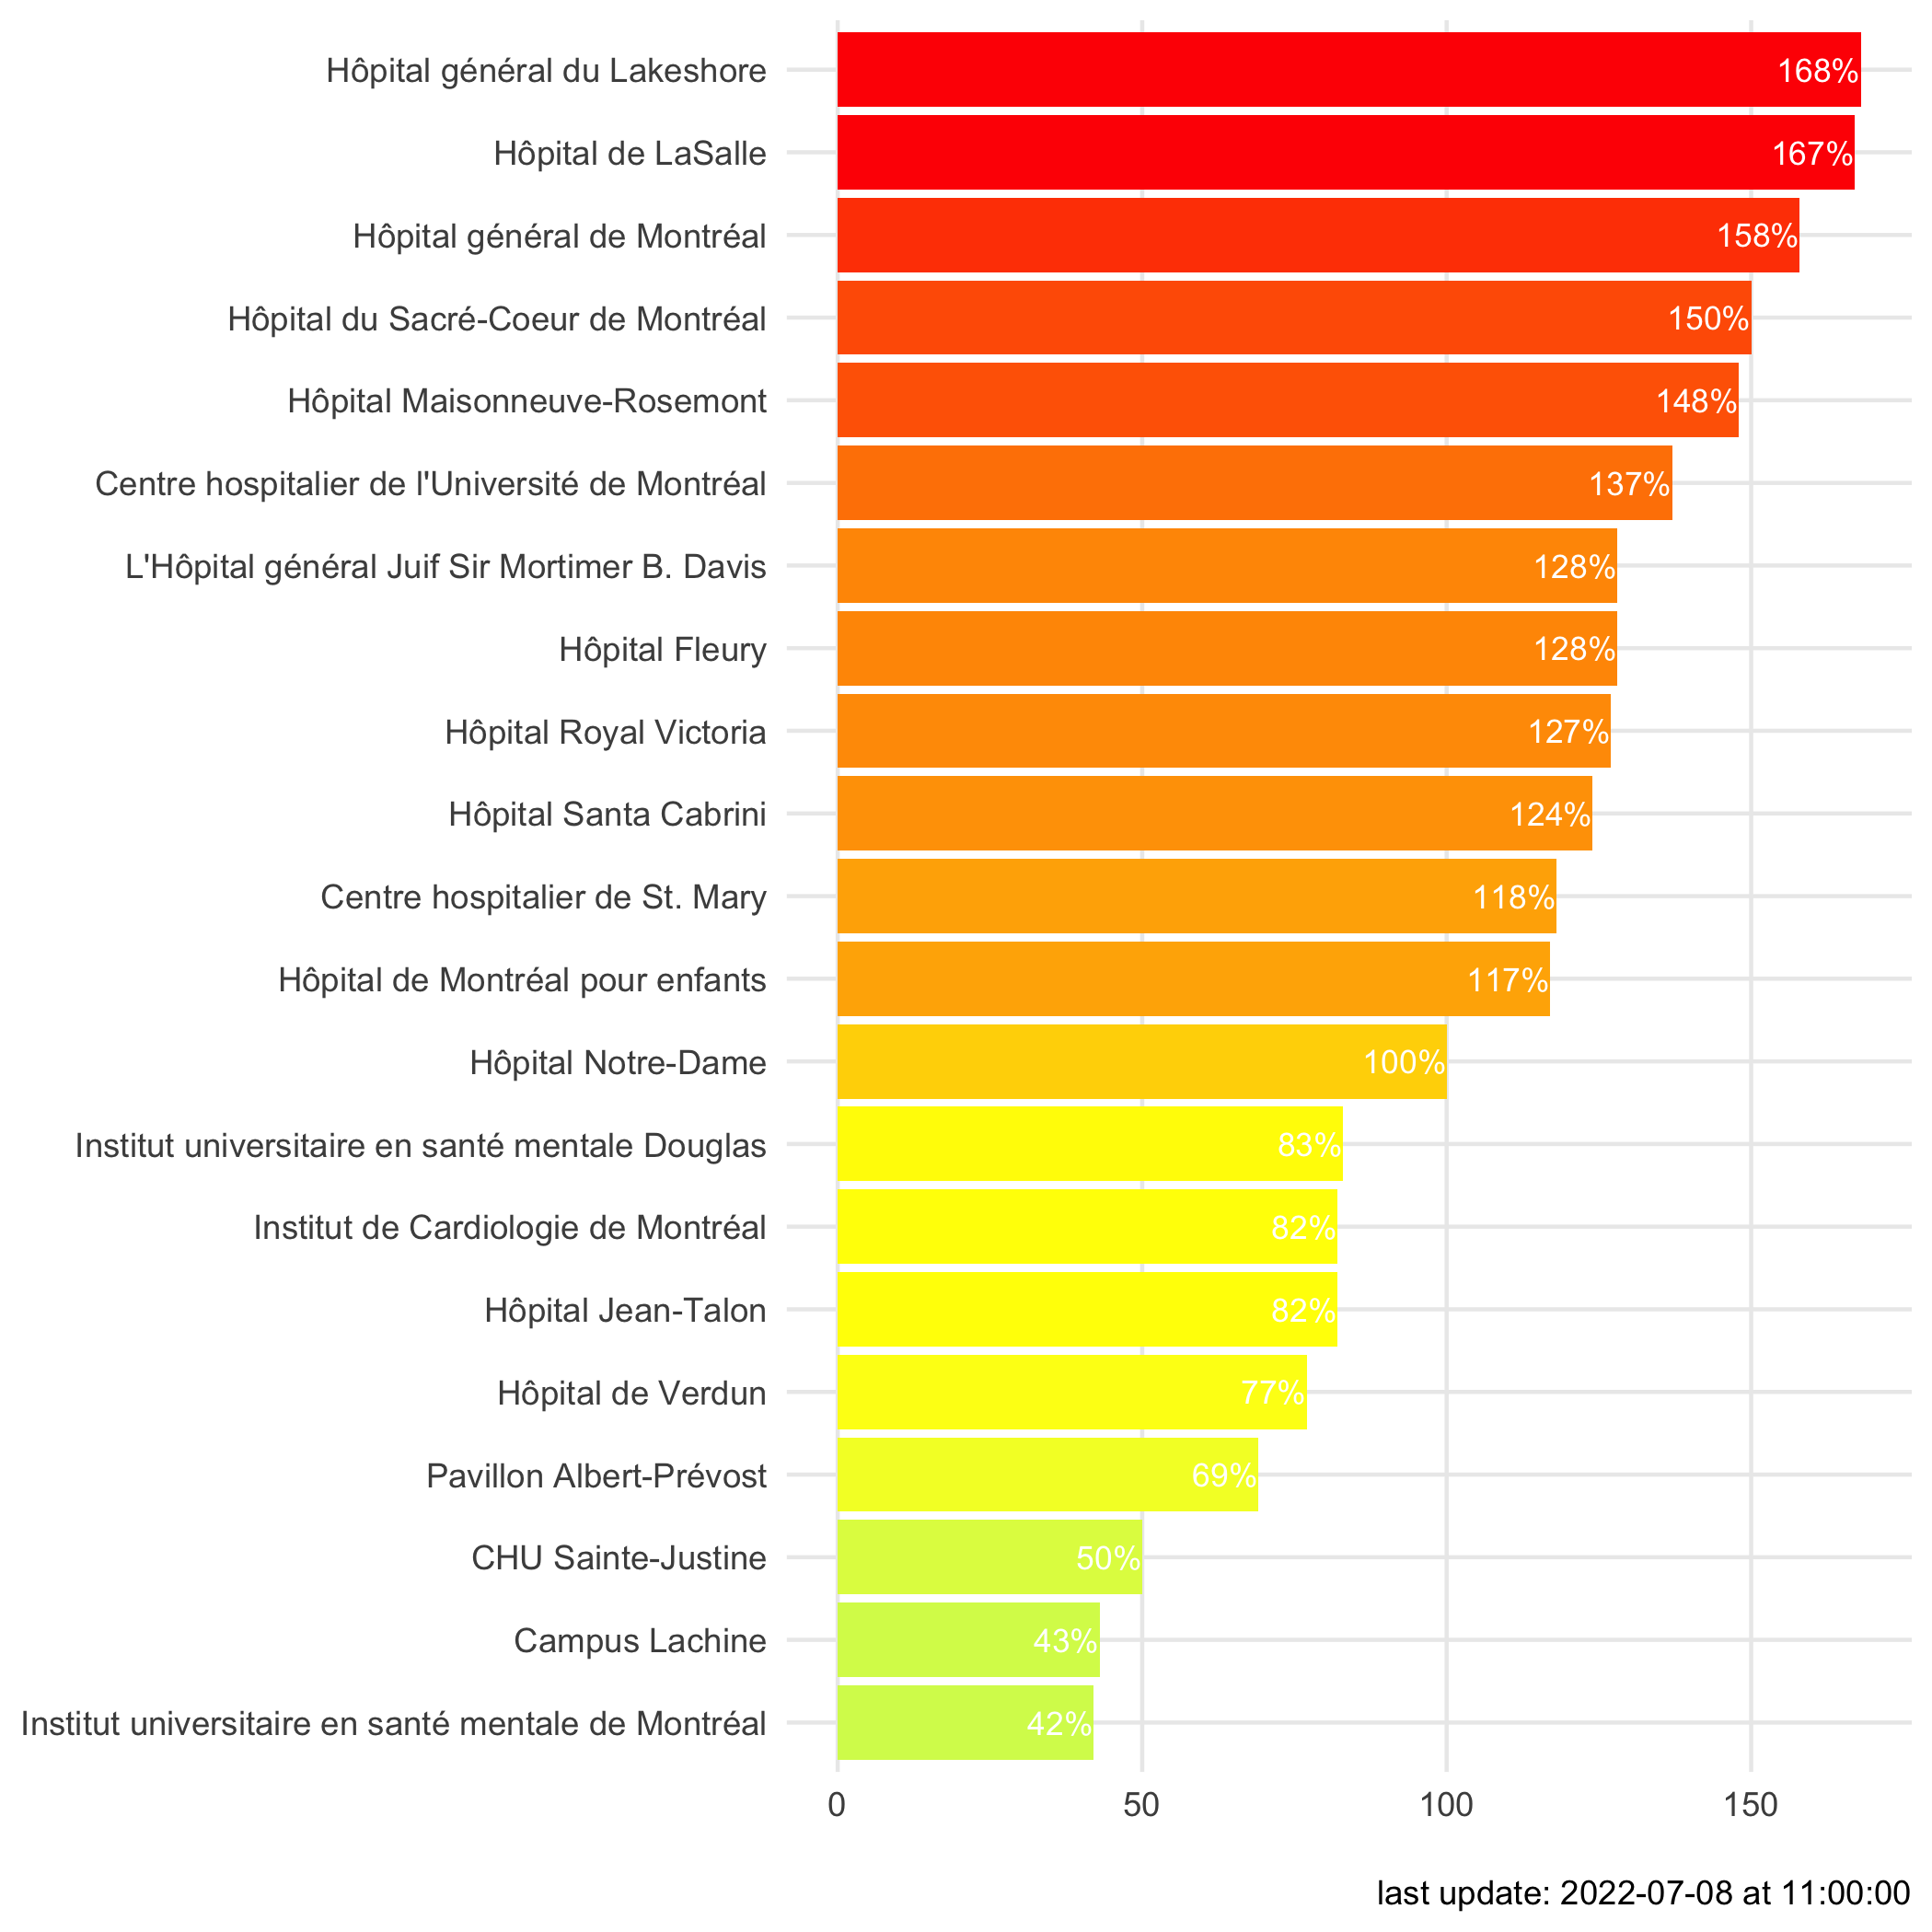 Hôpital général du Lakeshore 168%
Hôpital de LaSalle 167%
Hôpital général de Montréal 158%
Hôpital du Sacré-Coeur de Montréal 150%
Hôpital Maisonneuve-Rosemont 148%
Centre hospitalier de l'Université de Montréal 137%
L'Hôpital général Juif Sir Mortimer B. Davis 128%
Hôpital Fleury 128%
Hôpital Royal Victoria 127%
Hôpital Santa Cabrini 124%
Centre hospitalier de St. Mary 118%
Hôpital de Montréal pour enfants 117%
Hôpital Notre-Dame 100%
Institut universitaire en santé mentale Douglas 83%
Institut de Cardiologie de Montréal 82%
Hôpital Jean-Talon 82%
Hôpital de Verdun 77%
Pavillon Albert-Prévost 69%
CHU Sainte-Justine 50%
Campus Lachine 43%
Institut universitaire en santé mentale de Montréal 42%
0 50 100 150
last update: 2022-07-08 at 11:00:00